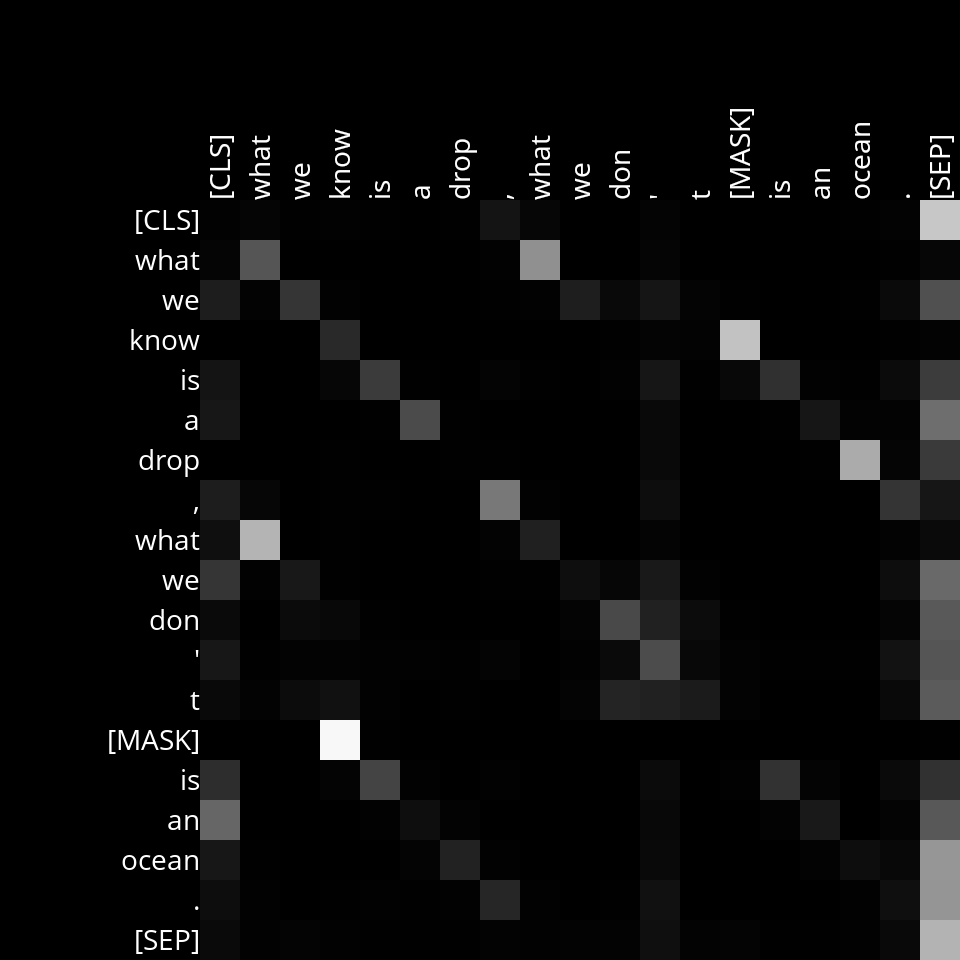 [CLS] what we know is a drop , what we don ' t [MASK] is an ocean . [SEP]
[CLS]
what
we
know
is
a
drop
,
what
we
don
'
t
[MASK]
is
an
ocean
.
[SEP]